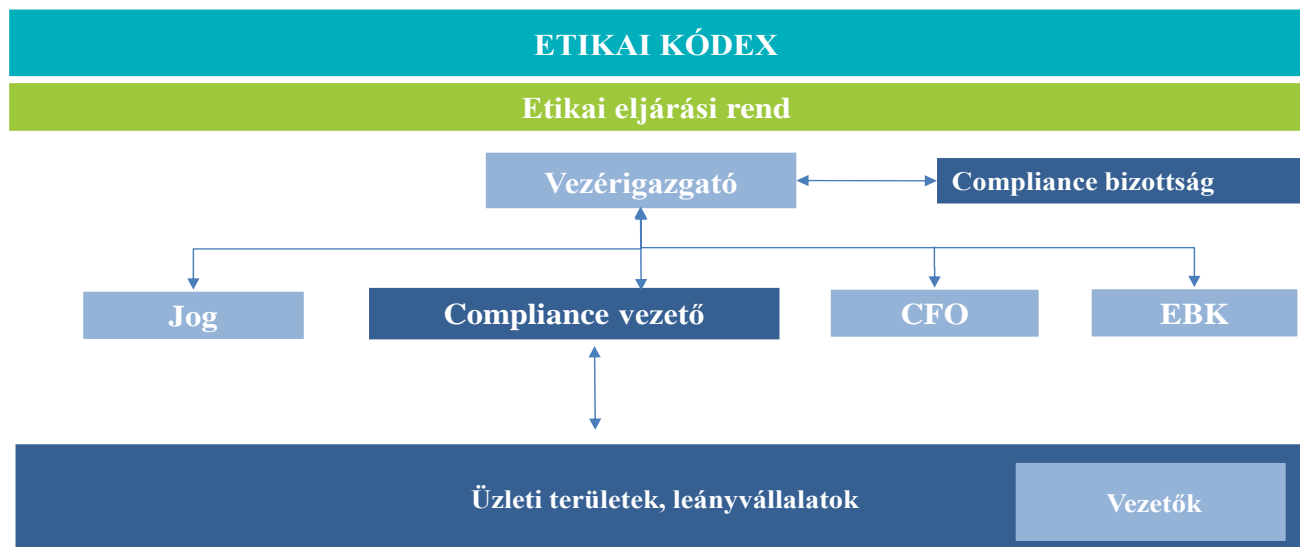 ETIKAI KÓDEX
Etikai eljárási rend
Vezérigazgató
Compliance bizottság
Jog
Compliance vezető
CFO
EBK
Üzleti területek, leányvállalatok
Vezetők